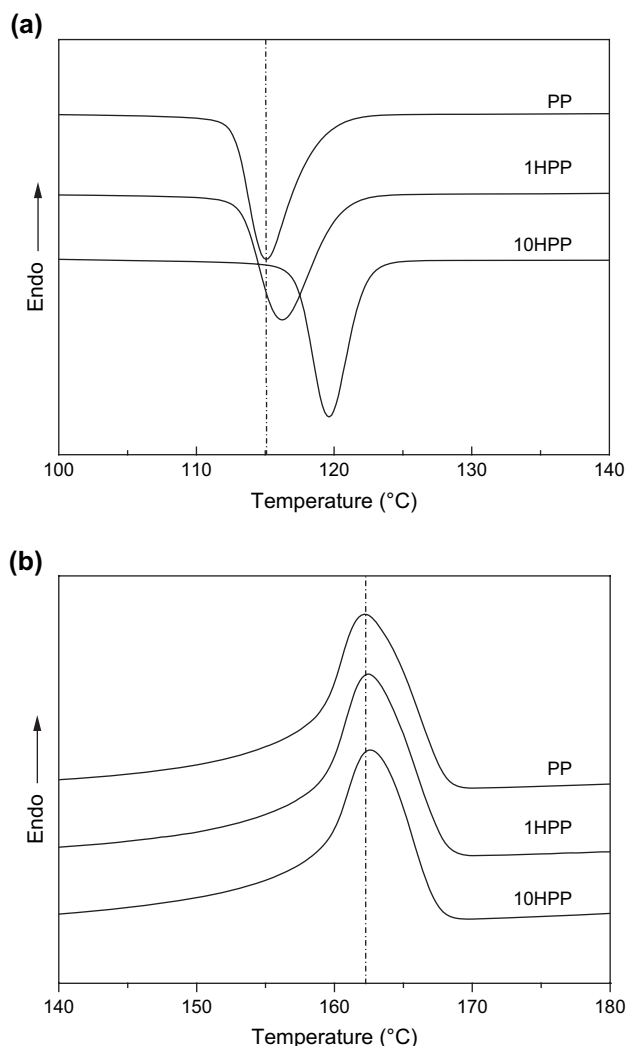 (a)
PP
1HPP
10HPP
Endo
100 110 120 130 140
Temperature (°C)
(b)
PP
1HPP
10HPP
Endo
140 150 160 170 180
Temperature (°C)